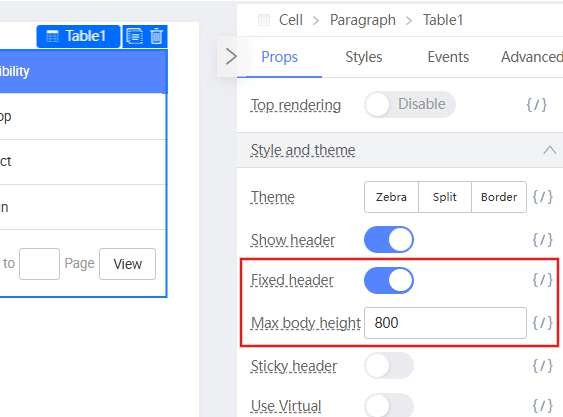 Cell > Paragraph > Table1
Table1
Props Styles Events Advanced
Top rendering Disable {/}
Style and theme
Theme Zebra Split Border {/}
Show header {/}
Fixed header {/}
Max body height 800 {/}
Sticky header {/}
Use Virtual {/}
ibility
op
ct
n
to Page View